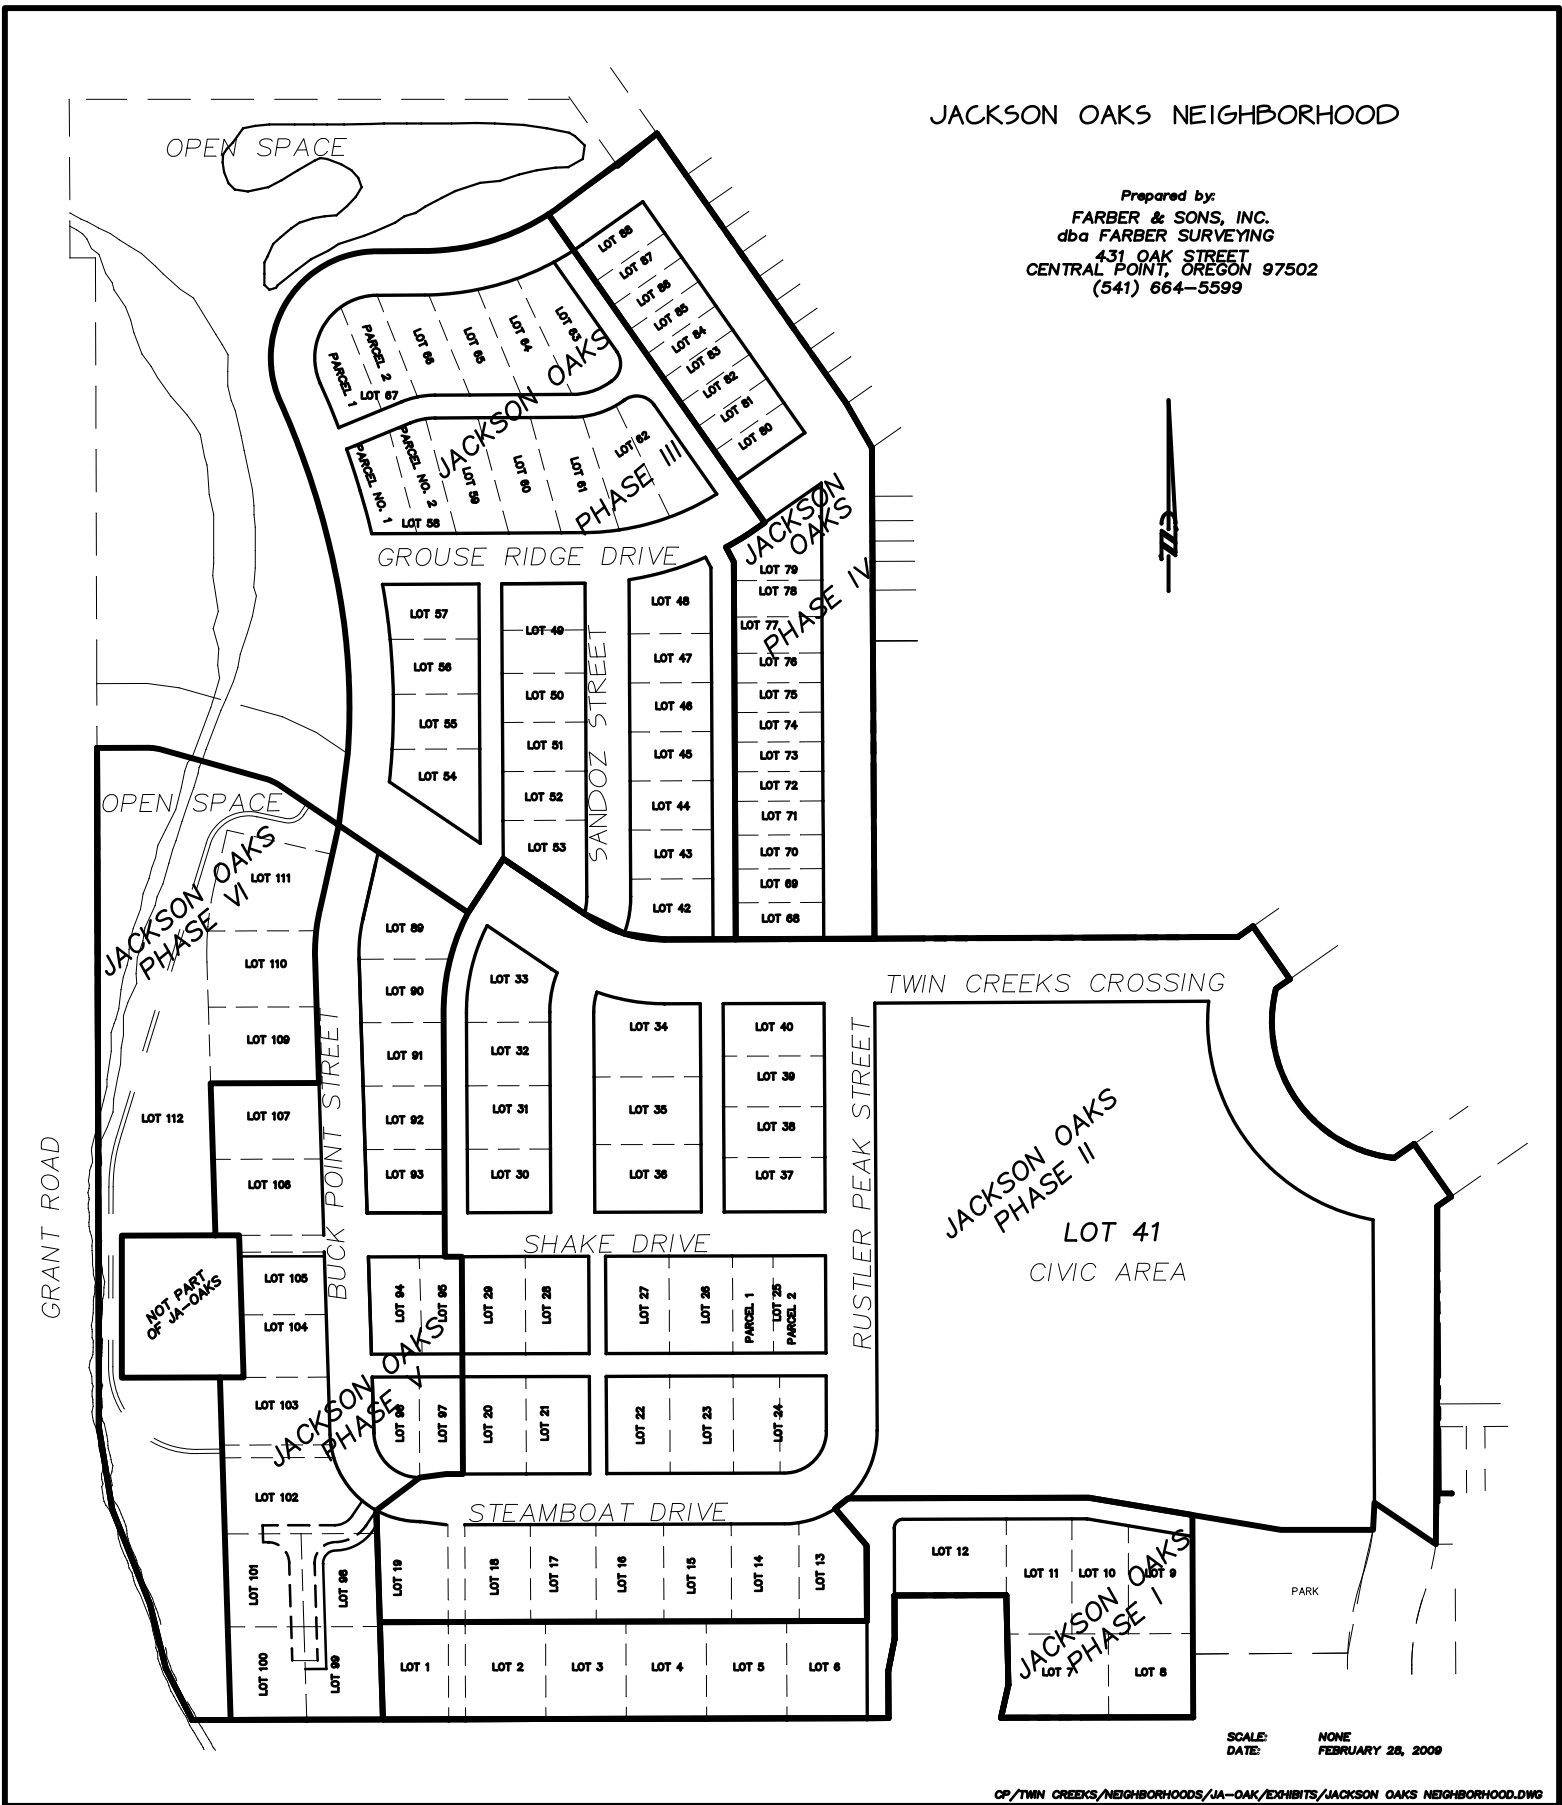 JACKSON OAKS NEIGHBORHOOD
Prepared by:
FARBER & SONS, INC.
dba FARBER SURVEYING
431 OAK STREET
CENTRAL POINT, OREGON 97502
(541) 664-5599
OPEN SPACE
LOT 88
LOT 87
LOT 86
LOT 85
LOT 84
LOT 83
LOT 82
LOT 81
LOT 80
PARCEL 1
PARCEL 2
LOT 67
LOT 66
LOT 65
LOT 64
LOT 63
JACKSON OAKS
PHASE III
PARCEL NO. 1
PARCEL NO. 2
LOT 58
LOT 59
LOT 60
LOT 61
LOT 62
GROUSE RIDGE DRIVE
JACKSON
OAKS
PHASE IV
LOT 79
LOT 78
LOT 77
LOT 76
LOT 75
LOT 74
LOT 73
LOT 72
LOT 71
LOT 70
LOT 69
LOT 68
LOT 57
LOT 56
LOT 55
LOT 54
LOT 49
LOT 50
LOT 51
LOT 52
LOT 53
SANDOZ STREET
LOT 48
LOT 47
LOT 46
LOT 45
LOT 44
LOT 43
LOT 42
OPEN SPACE
JACKSON OAKS
PHASE VI
LOT 111
LOT 110
LOT 109
LOT 112
LOT 107
LOT 106
GRANT ROAD
NOT PART
OF JA-OAKS
LOT 105
LOT 104
LOT 103
LOT 102
LOT 101
LOT 100
LOT 98
LOT 99
BUCK POINT STREET
LOT 89
LOT 90
LOT 91
LOT 92
LOT 93
LOT 94
LOT 95
LOT 96
LOT 97
JACKSON OAKS
PHASE V
LOT 33
LOT 32
LOT 31
LOT 30
LOT 34
LOT 35
LOT 36
LOT 40
LOT 39
LOT 38
LOT 37
TWIN CREEKS CROSSING
RUSTLER PEAK STREET
JACKSON OAKS
PHASE II
LOT 41
CIVIC AREA
SHAKE DRIVE
LOT 29
LOT 28
LOT 27
LOT 26
PARCEL 1
LOT 25
PARCEL 2
LOT 20
LOT 21
LOT 22
LOT 23
LOT 24
STEAMBOAT DRIVE
LOT 19
LOT 18
LOT 17
LOT 16
LOT 15
LOT 14
LOT 13
LOT 1
LOT 2
LOT 3
LOT 4
LOT 5
LOT 6
LOT 12
LOT 11
LOT 10
LOT 9
JACKSON OAKS
PHASE I
LOT 7
LOT 8
PARK
SCALE: NONE
DATE: FEBRUARY 28, 2009
CP/TWIN CREEKS/NEIGHBORHOODS/JA-OAK/EXHIBITS/JACKSON OAKS NEIGHBORHOOD.DWG